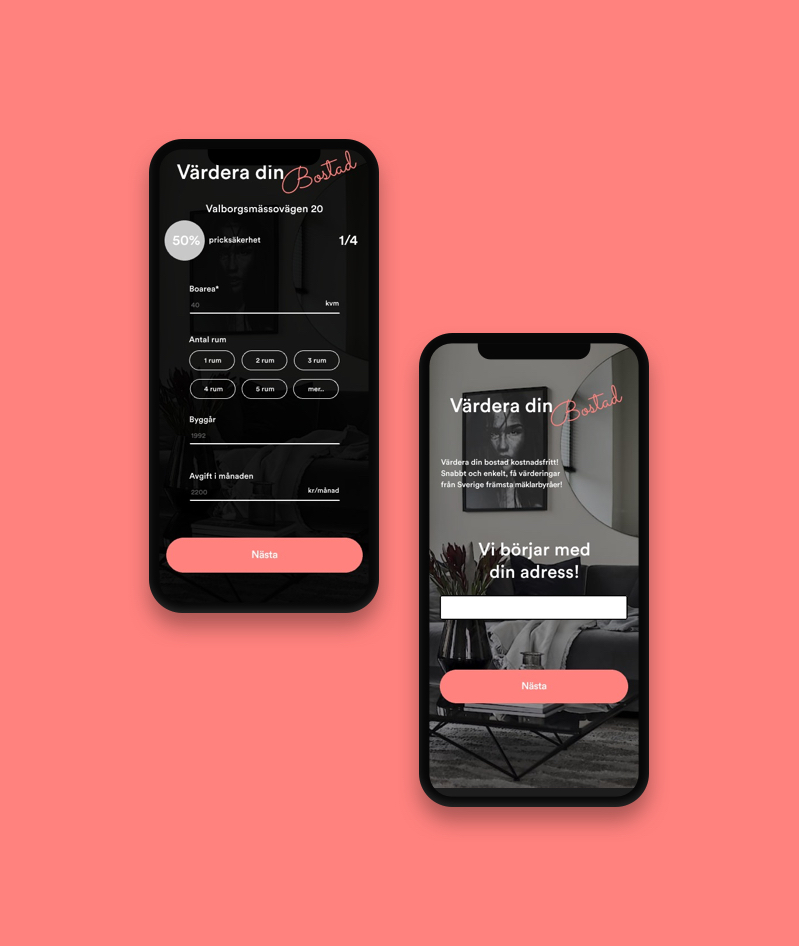 Värdera din Bostad
Valborgsmässovägen 20
50% pricksäkerhet 1/4
Boarea*
40 kvm
Antal rum
1 rum 2 rum 3 rum
4 rum 5 rum mer..
Byggår
1992
Avgift i månaden
2200 kr/månad
Nästa
Värdera din Bostad
Värdera din bostad kostnadsfritt!
Snabbt och enkelt, få värderingar
från Sverige främsta mäklarbyråer!
Vi börjar med
din adress!
Nästa